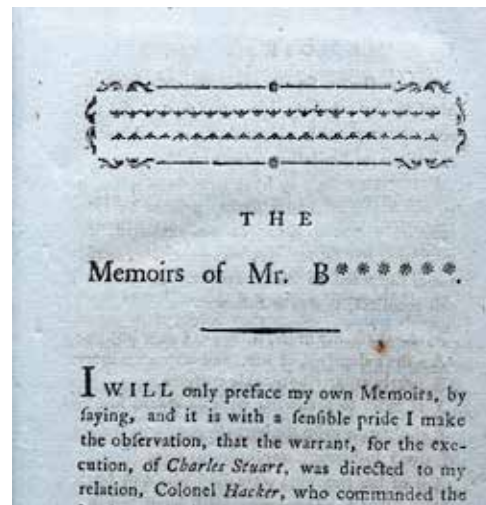 THE
Memoirs of Mr. B******.
I WILL only preface my own Memoirs, by
ſaying, and it is with a ſenſible pride I make
the obſervation, that the warrant, for the exe-
cution, of Charles Stuart, was directed to my
relation, Colonel Hacker, who commanded the